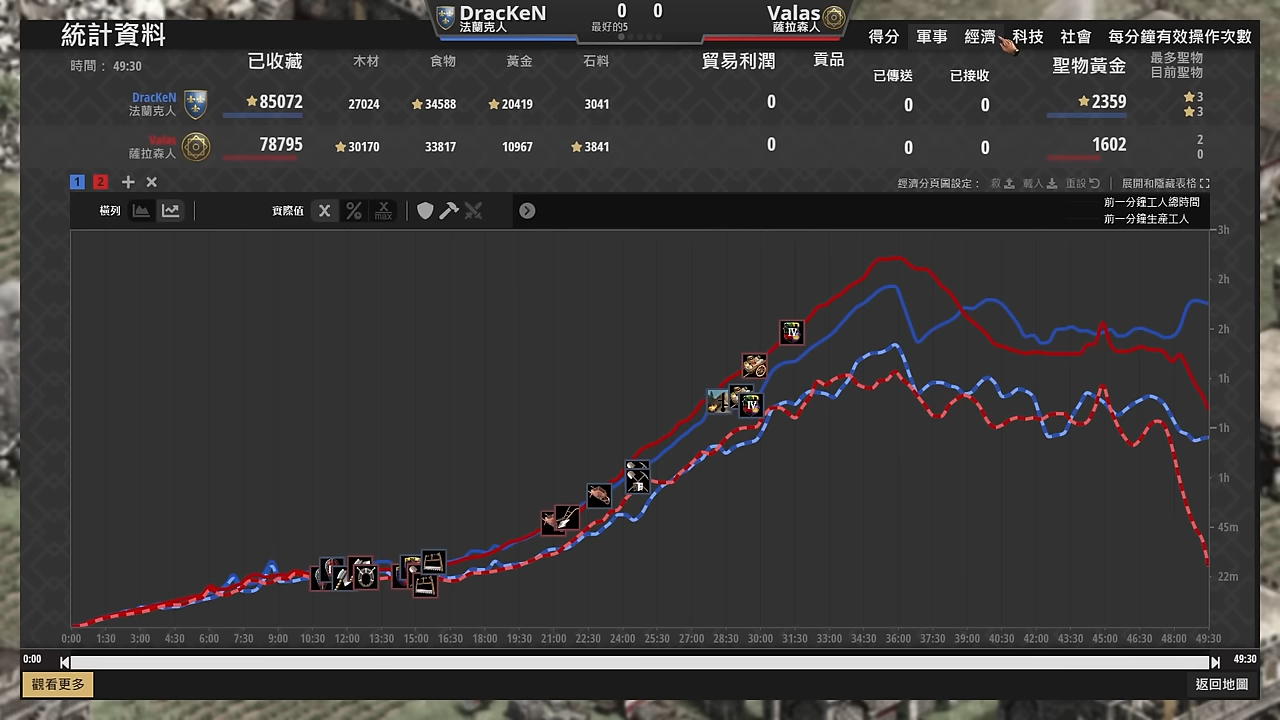 DracKeN 0 0 Valas
法蘭克人 最好的5 薩拉森人
統計資料
得分 軍事 經濟 科技 社會 每分鐘有效操作次數
時間： 49:30
已收藏 木材 食物 黃金 石料 貿易利潤 貢品 已傳送 已接收 聖物黃金 最多聖物
目前聖物
DracKeN
法蘭克人
85072 27024 34588 20419 3041 0 0 0 2359 3
3
Valas
薩拉森人
78795 30170 33817 10967 3841 0 0 0 1602 2
0
1 2
經濟分頁圖設定： 救 載入 重設 | 展開和隱藏表格
橫列 實際值 X % X max
前一分鐘工人總時間
前一分鐘生產工人
3h
2h
2h
1h
1h
1h
45m
22m
IV
IV
0:00 1:30 3:00 4:30 6:00 7:30 9:00 10:30 12:00 13:30 15:00 16:30 18:00 19:30 21:00 22:30 24:00 25:30 27:00 28:30 30:00 31:30 33:00 34:30 36:00 37:30 39:00 40:30 42:00 43:30 45:00 46:30 48:00 49:30
0:00 49:30
觀看更多 返回地圖